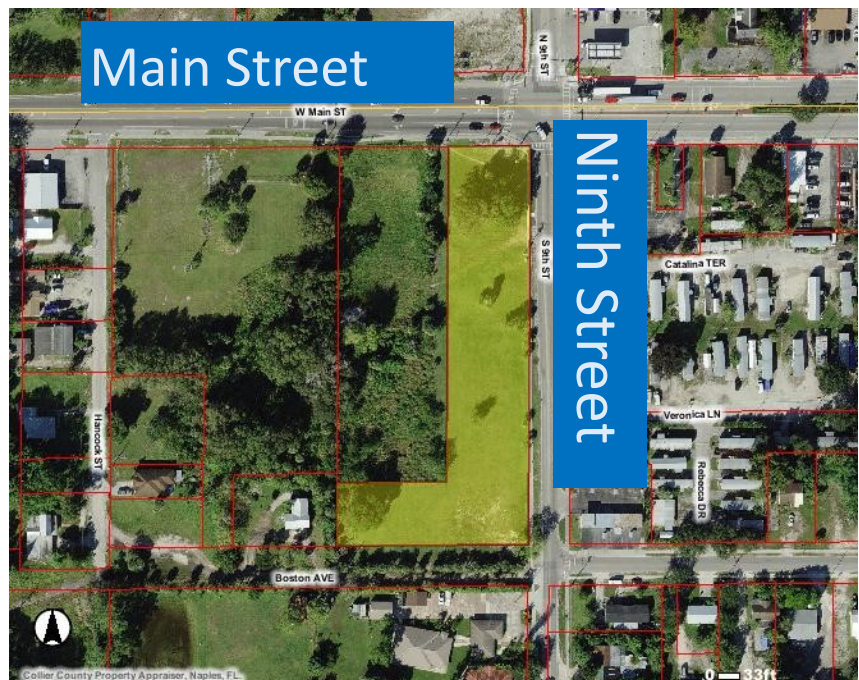 Main Street
N 9th ST
W Main ST
Ninth Street
S 9th ST
Catalina TER
Hancock ST
Veronica LN
Rebecca DR
Boston AVE
Collier County Property Appraiser, Naples, FL.
0 33ft